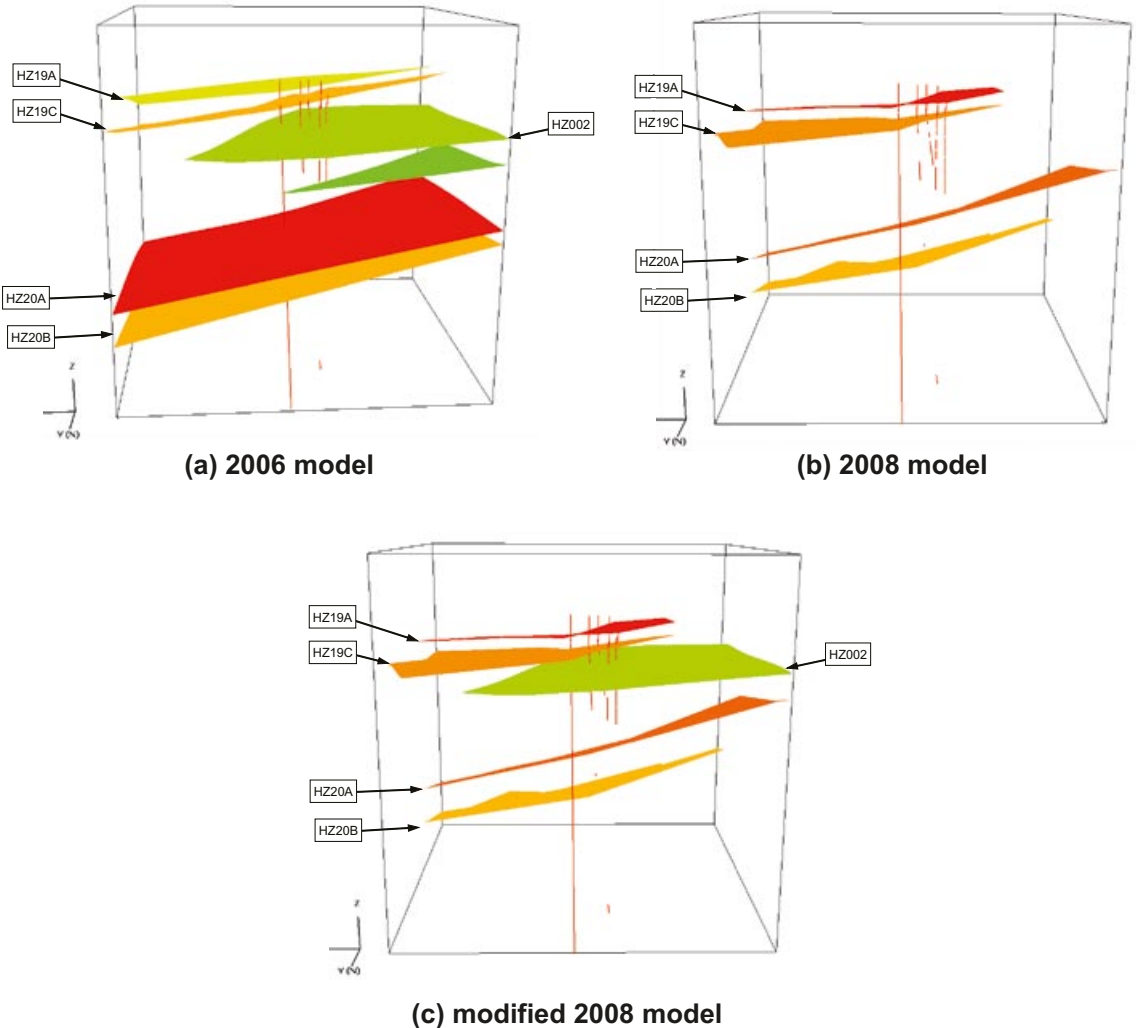 HZ19A
HZ19C
HZ002
HZ20A
HZ20B
Z
Y(N)
(a) 2006 model
HZ19A
HZ19C
HZ20A
HZ20B
Z
Y(N)
(b) 2008 model
HZ19A
HZ19C
HZ002
HZ20A
HZ20B
Z
Y(N)
(c) modified 2008 model